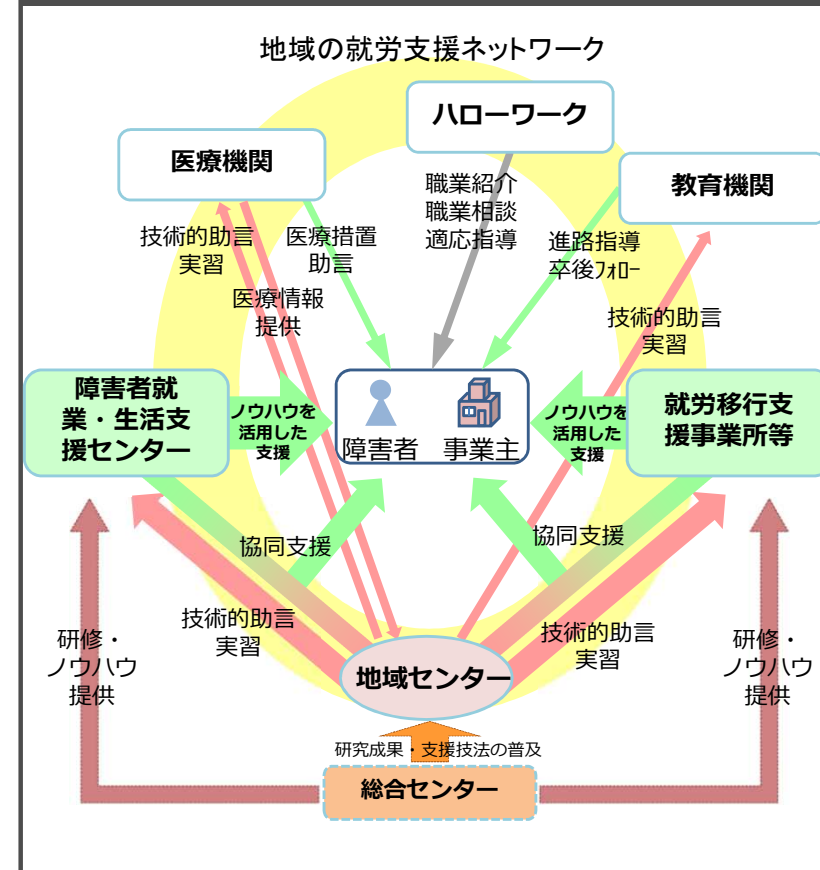 地域の就労支援ネットワーク
ハローワーク
医療機関
教育機関
職業紹介
職業相談
適応指導
技術的助言
実習
医療措置
助言
進路指導
卒後ﾌｫﾛｰ
医療情報
提供
技術的助言
実習
障害者就
業・生活支
援センター
ノウハウを
活用した
支援
障害者
事業主
ノウハウを
活用した
支援
就労移行支
援事業所等
協同支援
協同支援
技術的助言
実習
技術的助言
実習
研修・
ノウハウ
提供
研修・
ノウハウ
提供
地域センター
研究成果・支援技法の普及
総合センター